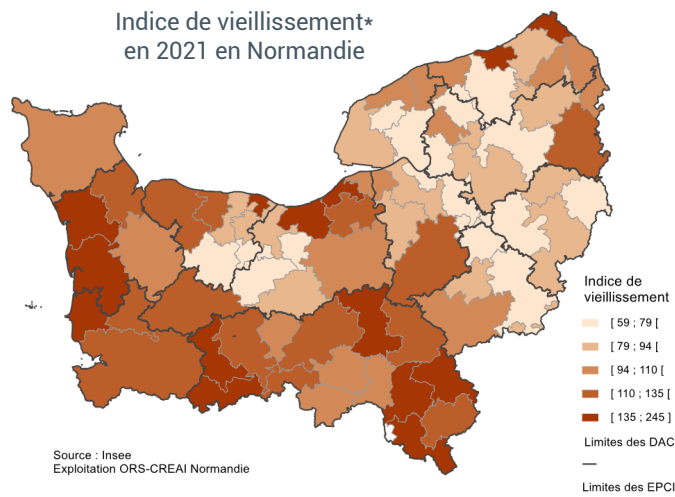 Indice de vieillissement*
en 2021 en Normandie
Indice de
vieillissement
[ 59 ; 79 [
[ 79 ; 94 [
[ 94 ; 110 [
[ 110 ; 135 [
[ 135 ; 245 ]
Limites des DAC
Limites des EPCI
Source : Insee
Exploitation ORS-CREAI Normandie